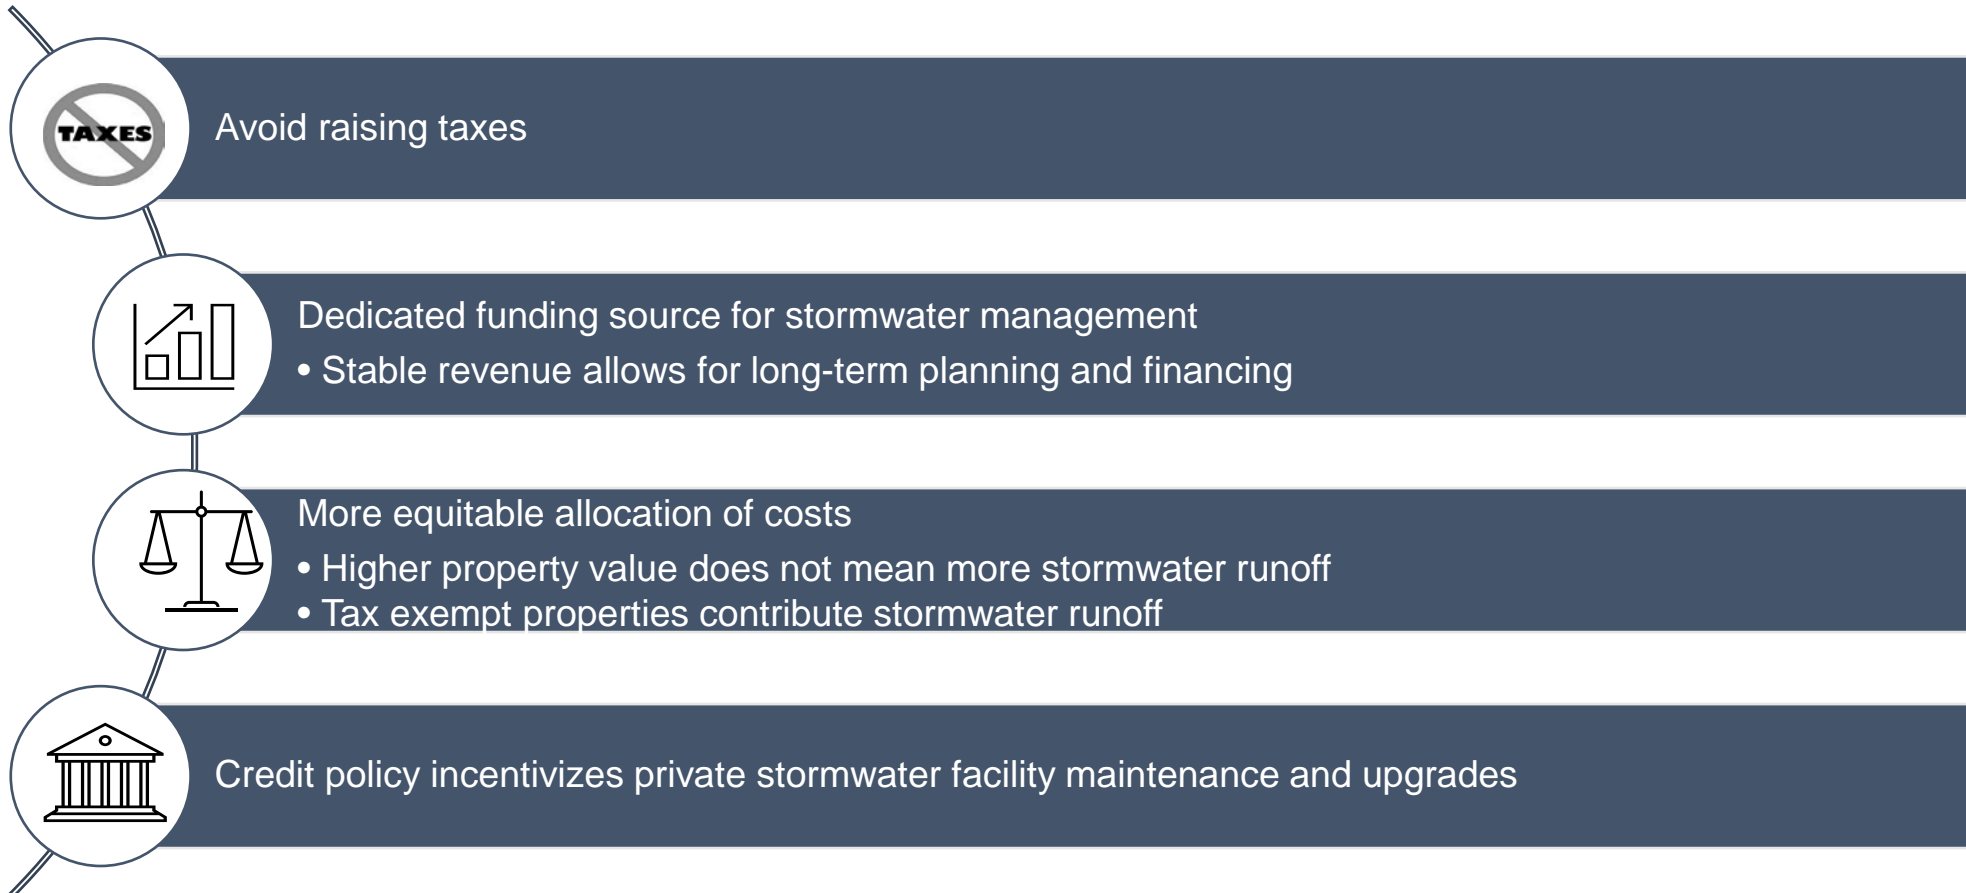 TAXES
Avoid raising taxes
Dedicated funding source for stormwater management
• Stable revenue allows for long-term planning and financing
More equitable allocation of costs
• Higher property value does not mean more stormwater runoff
• Tax exempt properties contribute stormwater runoff
Credit policy incentivizes private stormwater facility maintenance and upgrades